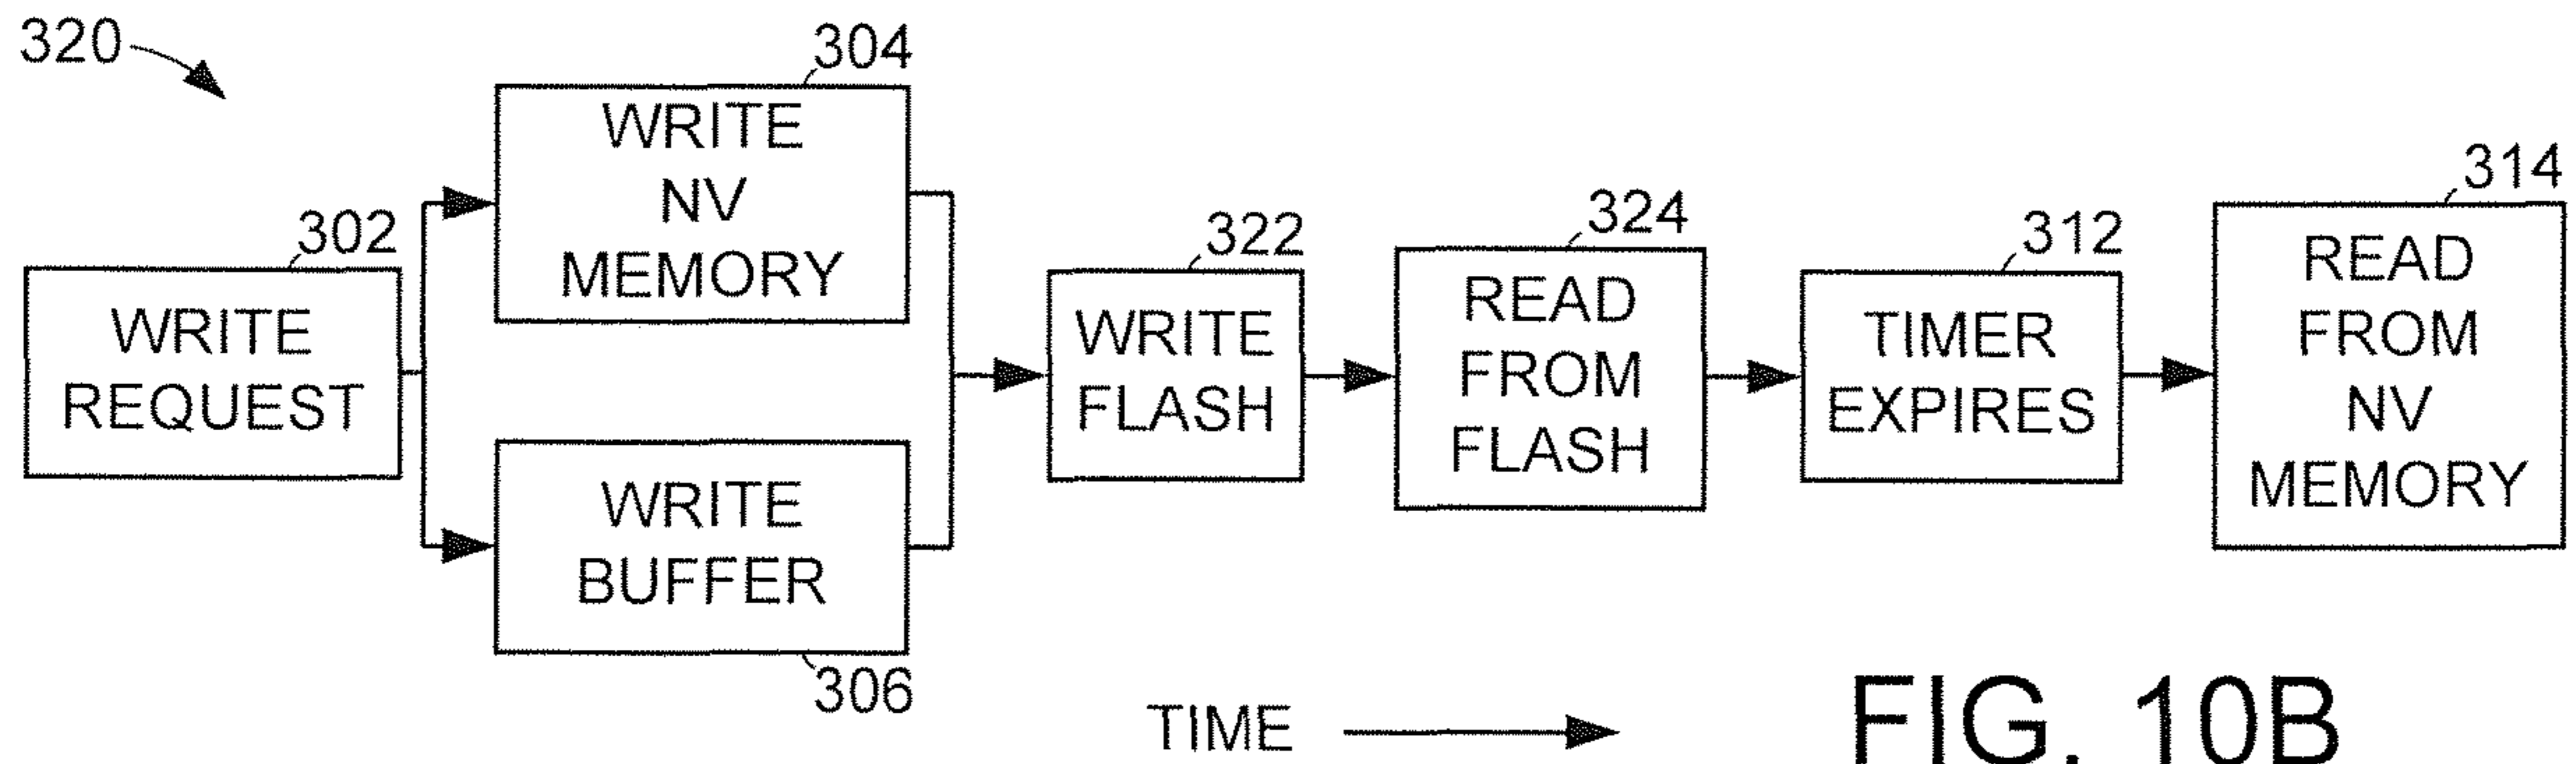 320
302
WRITE
REQUEST
304
WRITE
NV
MEMORY
WRITE
BUFFER
306
322
WRITE
FLASH
324
READ
FROM
FLASH
312
TIMER
EXPIRES
314
READ
FROM
NV
MEMORY
TIME
FIG. 10B